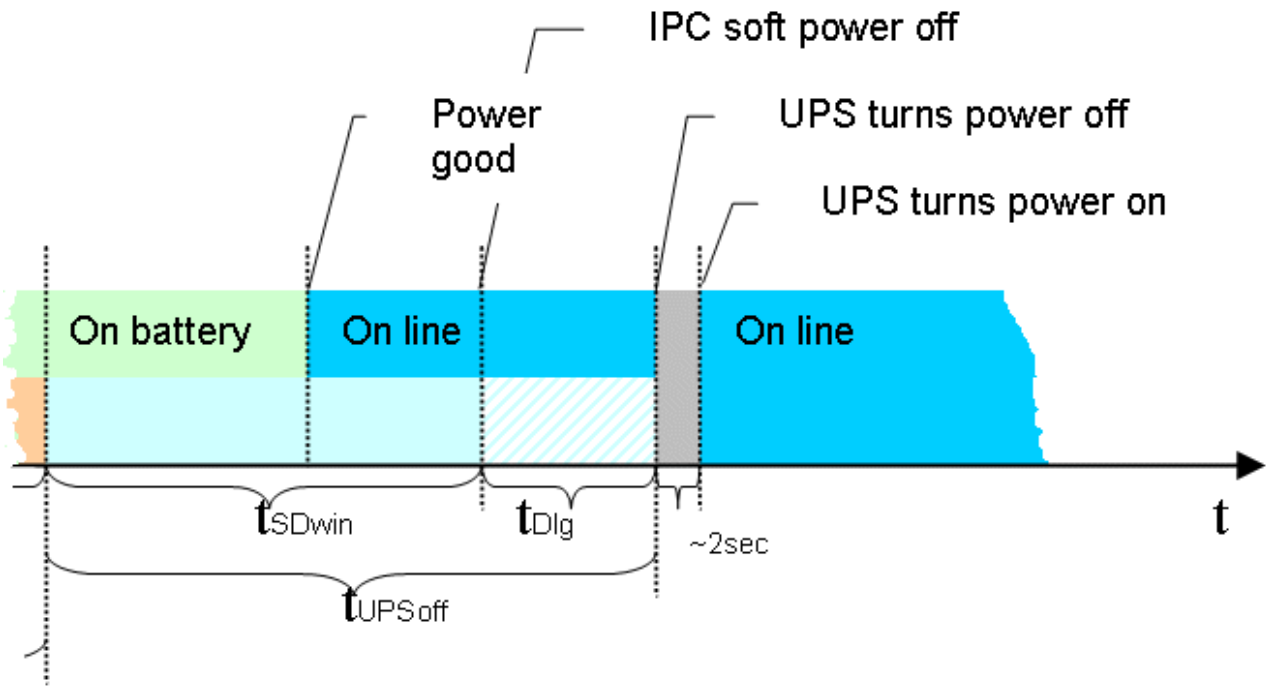 IPC soft power off
Power
good
UPS turns power off
UPS turns power on
On battery
On line
On line
tSDwin
tDlg
~2sec
t
tUPSoff